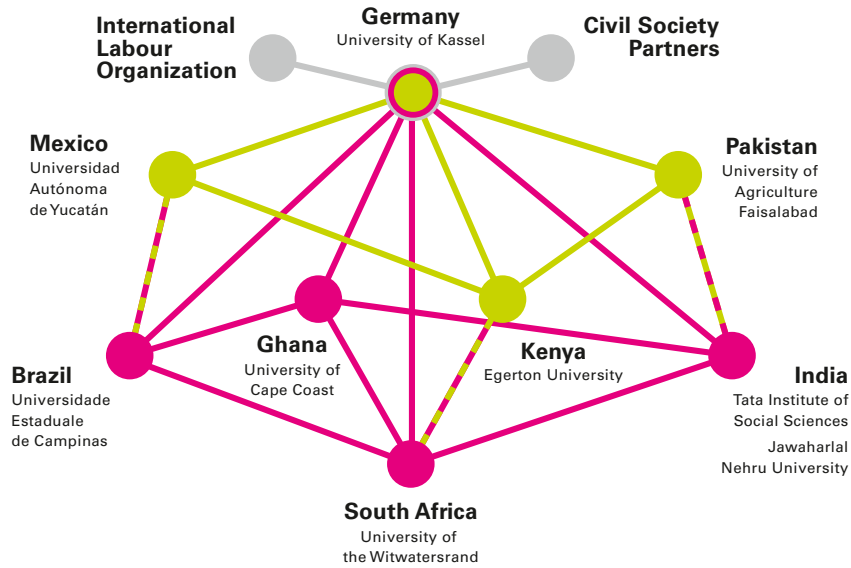 International
Labour
Organization
Germany
University of Kassel
Civil Society
Partners
Mexico
Universidad
Autónoma
de Yucatán
Pakistan
University of
Agriculture
Faisalabad
Brazil
Universidade
Estaduale
de Campinas
Ghana
University of
Cape Coast
Kenya
Egerton University
India
Tata Institute of
Social Sciences
Jawaharlal
Nehru University
South Africa
University of
the Witwatersrand